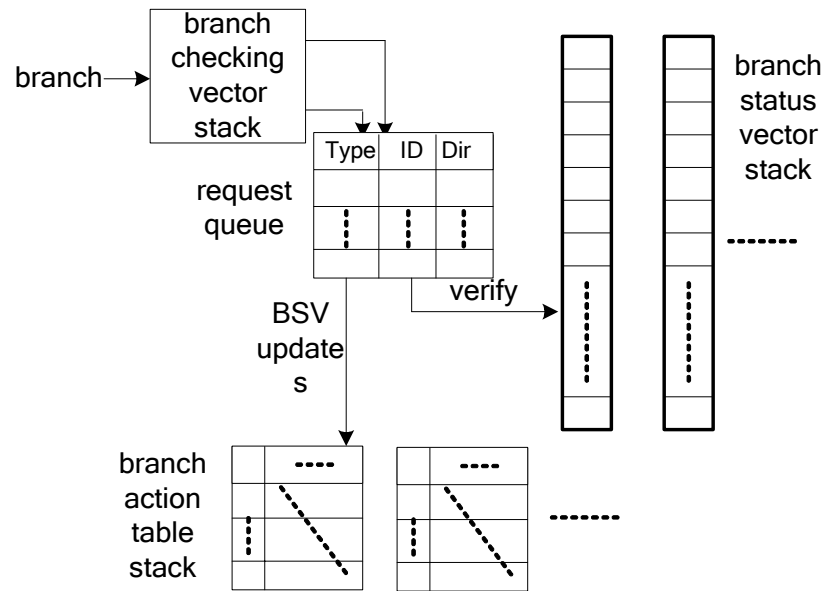 branch
branch
checking
vector
stack
branch
status
vector
stack
Type ID Dir
request
queue
verify
BSV
update
s
branch
action
table
stack